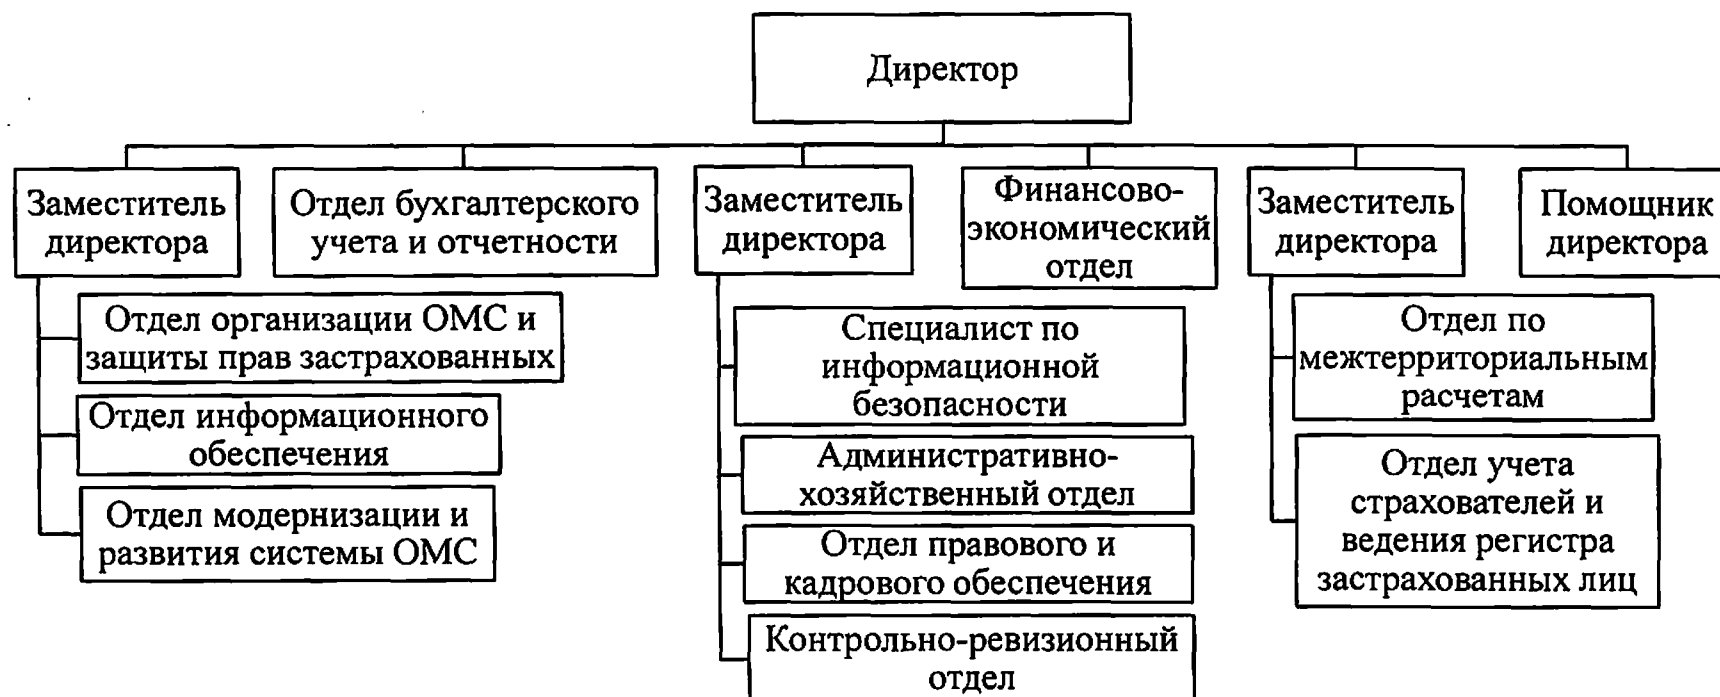 Директор
Заместитель
директора
Отдел бухгалтерского
учета и отчетности
Заместитель
директора
Финансово-
экономический
отдел
Заместитель
директора
Помощник
директора
Отдел организации ОМС и
защиты прав застрахованных
Отдел информационного
обеспечения
Отдел модернизации и
развития системы ОМС
Специалист по
информационной
безопасности
Административно-
хозяйственный отдел
Отдел правового и
кадрового обеспечения
Контрольно-ревизионный
отдел
Отдел по
межтерриториальным
расчетам
Отдел учета
страхователей и
ведения регистра
застрахованных лиц